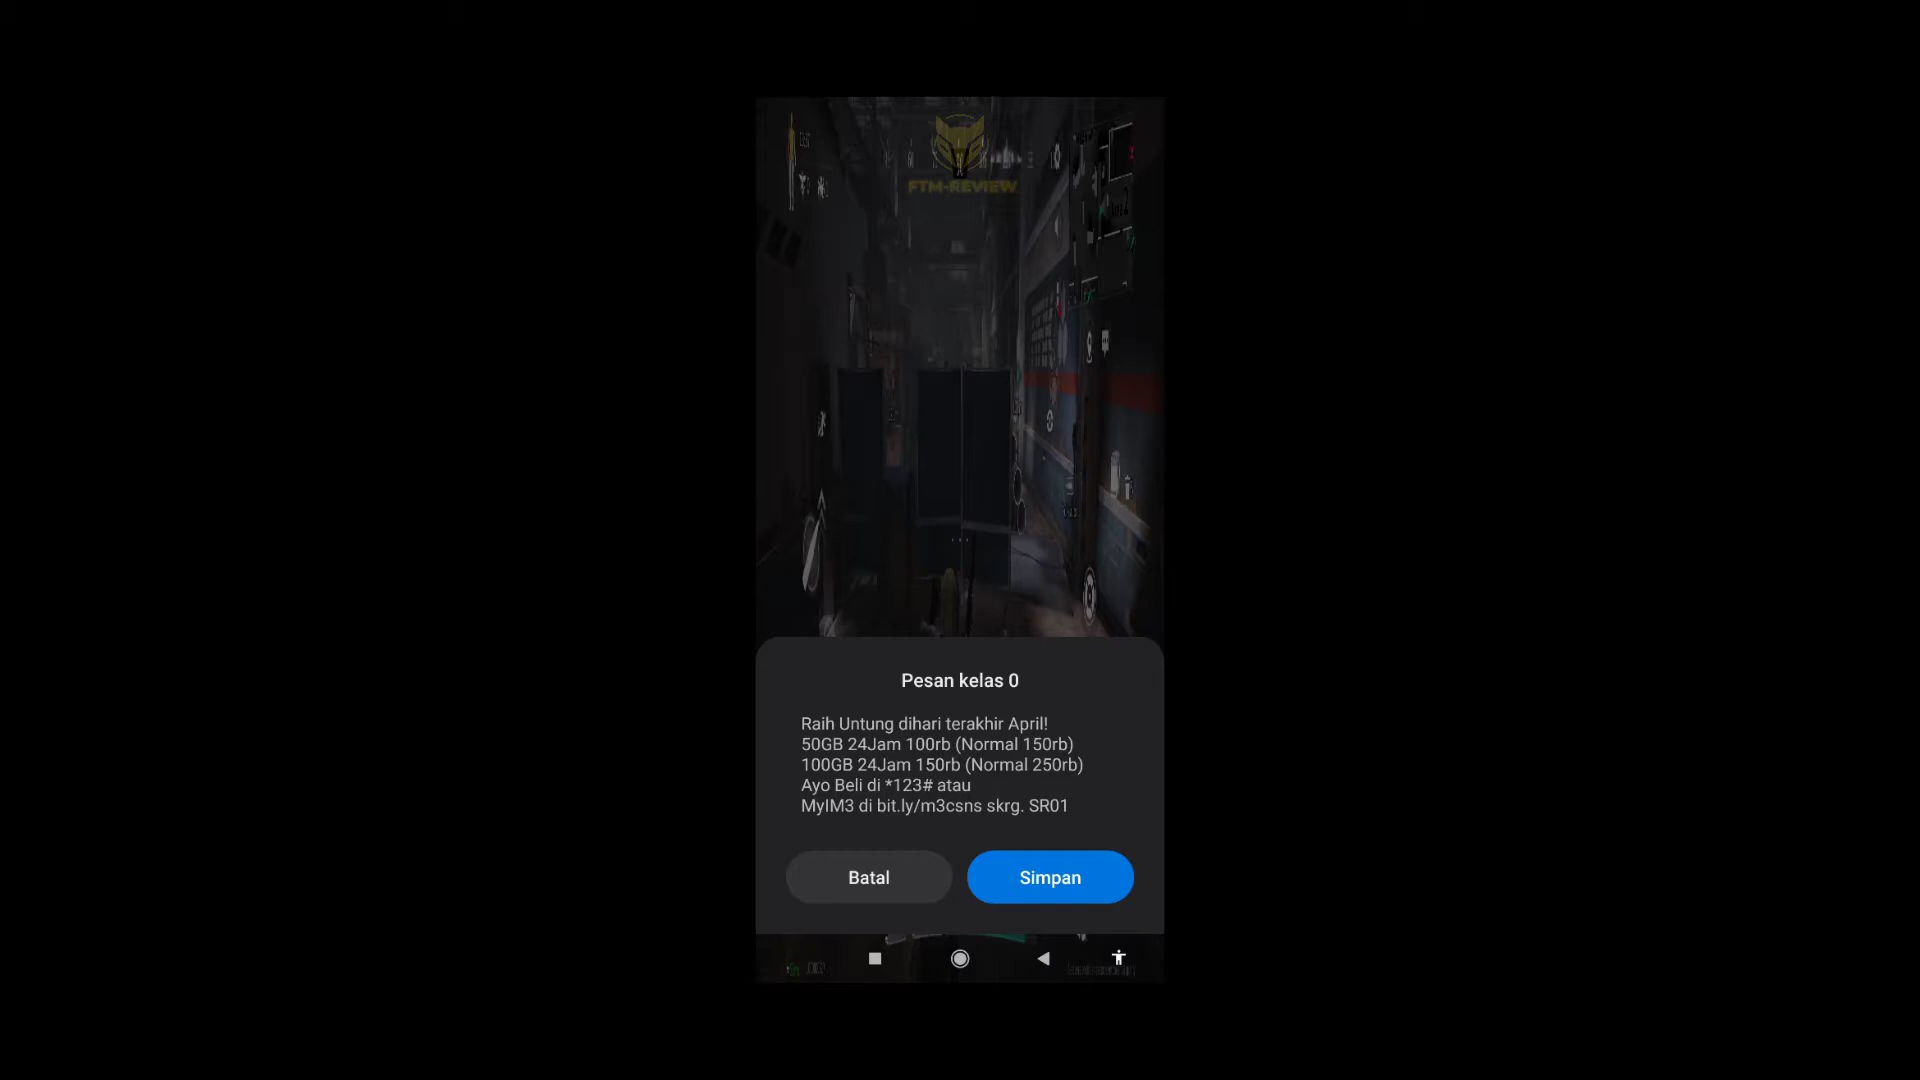 FTM-REVIEW
Pesan kelas 0
Raih Untung dihari terakhir April!
50GB 24Jam 100rb (Normal 150rb)
100GB 24Jam 150rb (Normal 250rb)
Ayo Beli di *123# atau
MyIM3 di bit.ly/m3csns skrg. SR01
Batal
Simpan